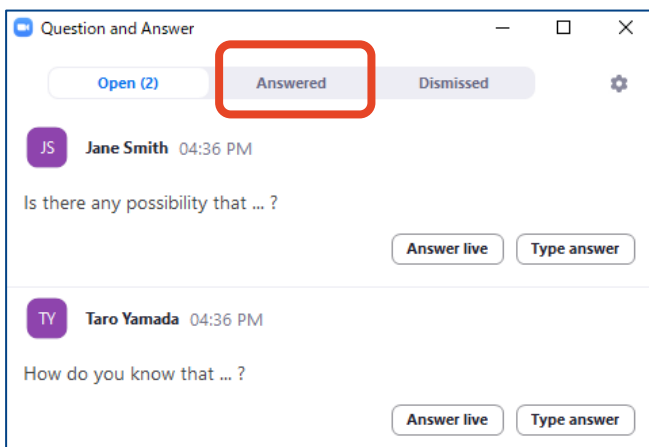 Question and Answer
Open (2) Answered Dismissed
JS Jane Smith 04:36 PM
Is there any possibility that ... ?
Answer live Type answer
TY Taro Yamada 04:36 PM
How do you know that ... ?
Answer live Type answer